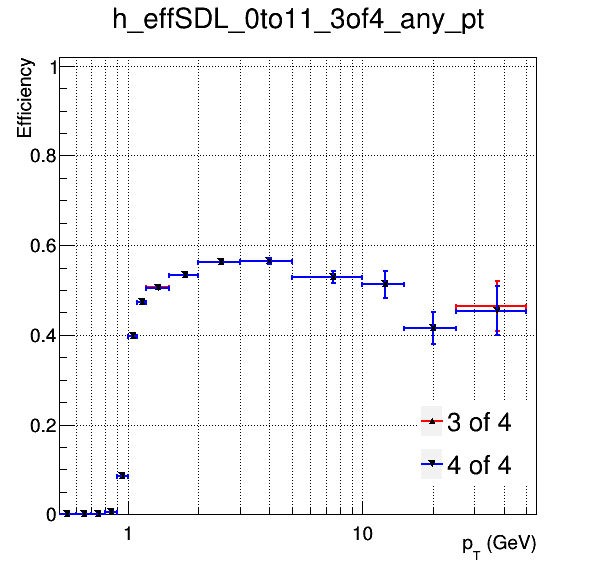 h_effSDL_0to11_3of4_any_pt
Efficiency
1
0.8
0.6
0.4
0.2
0
1
10
p_T (GeV)
3 of 4
4 of 4